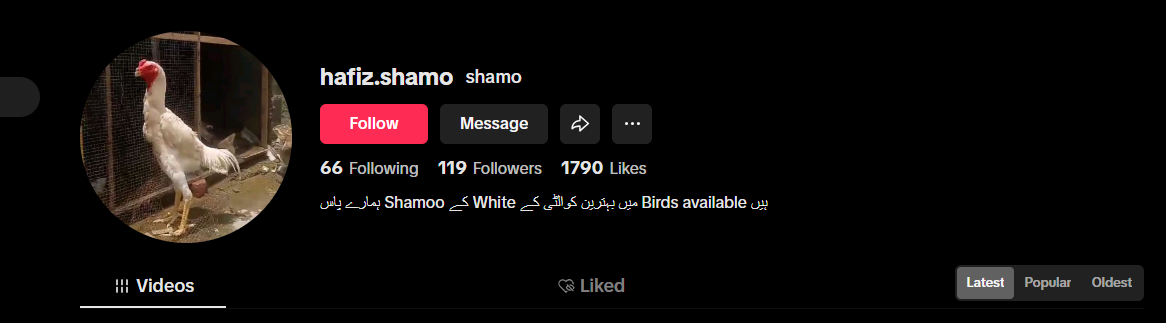 hafiz.shamo shamo
Follow Message
66 Following 119 Followers 1790 Likes
ہمارے پاس Shamoo کے White میں بہترین کوالٹی کے Birds available ہیں
Videos Liked Latest Popular Oldest